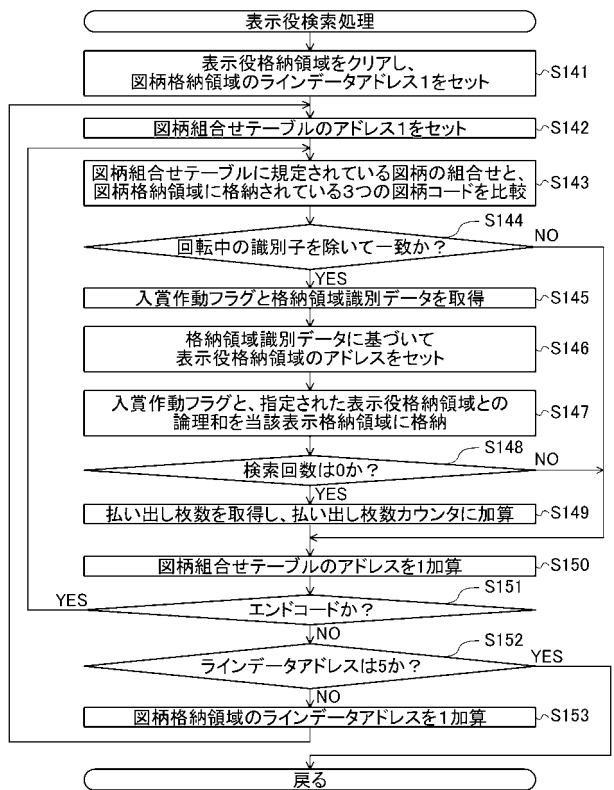 表示役検索処理
表示役格納領域をクリアし、
図柄格納領域のラインデータアドレス1をセット
S141
図柄組合せテーブルのアドレス1をセット
S142
図柄組合せテーブルに規定されている図柄の組合せと、
図柄格納領域に格納されている3つの図柄コードを比較
S143
S144
回転中の識別子を除いて一致か？
NO
YES
入賞作動フラグと格納領域識別データを取得
S145
格納領域識別データに基づいて
表示役格納領域のアドレスをセット
S146
入賞作動フラグと、指定された表示役格納領域との
論理和を当該表示格納領域に格納
S147
S148
検索回数は0か？
NO
YES
払い出し枚数を取得し、払い出し枚数カウンタに加算
S149
図柄組合せテーブルのアドレスを1加算
S150
S151
YES
エンドコードか？
NO
S152
ラインデータアドレスは5か？
YES
NO
図柄格納領域のラインデータアドレスを1加算
S153
戻る